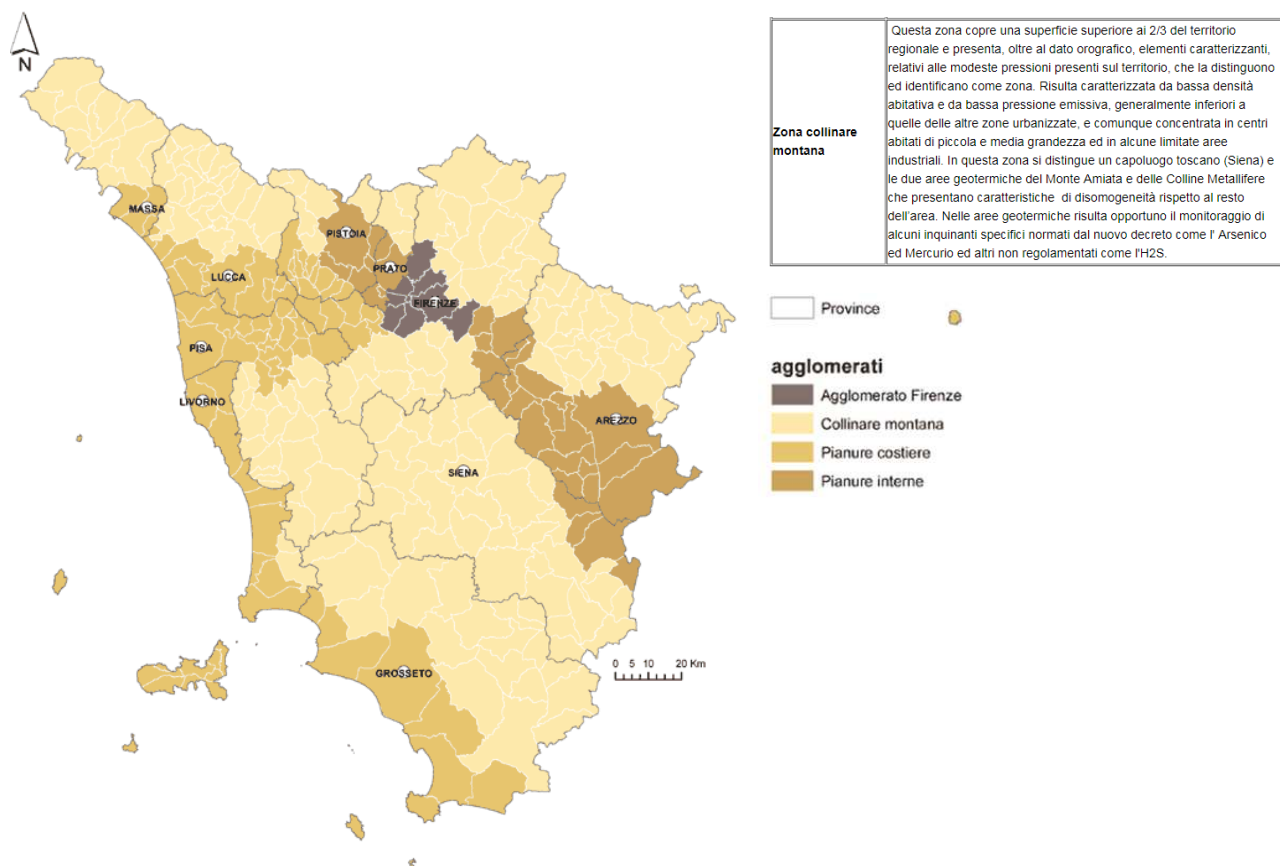 N
MASSA
PISTOIA
PRATO
LUCCA
FIRENZE
PISA
LIVORNO
AREZZO
SIENA
GROSSETO
0 5 10 20 Km
Zona collinare
montana
Questa zona copre una superficie superiore ai 2/3 del territorio
regionale e presenta, oltre al dato orografico, elementi caratterizzanti,
relativi alle modeste pressioni presenti sul territorio, che la distinguono
ed identificano come zona. Risulta caratterizzata da bassa densità
abitativa e da bassa pressione emissiva, generalmente inferiori a
quelle delle altre zone urbanizzate, e comunque concentrata in centri
abitati di piccola e media grandezza ed in alcune limitate aree
industriali. In questa zona si distingue un capoluogo toscano (Siena) e
le due aree geotermiche del Monte Amiata e delle Colline Metallifere
che presentano caratteristiche di disomogeneità rispetto al resto
dell'area. Nelle aree geotermiche risulta opportuno il monitoraggio di
alcuni inquinanti specifici normati dal nuovo decreto come l' Arsenico
ed Mercurio ed altri non regolamentati come l'H2S.
Province
agglomerati
Agglomerato Firenze
Collinare montana
Pianure costiere
Pianure interne